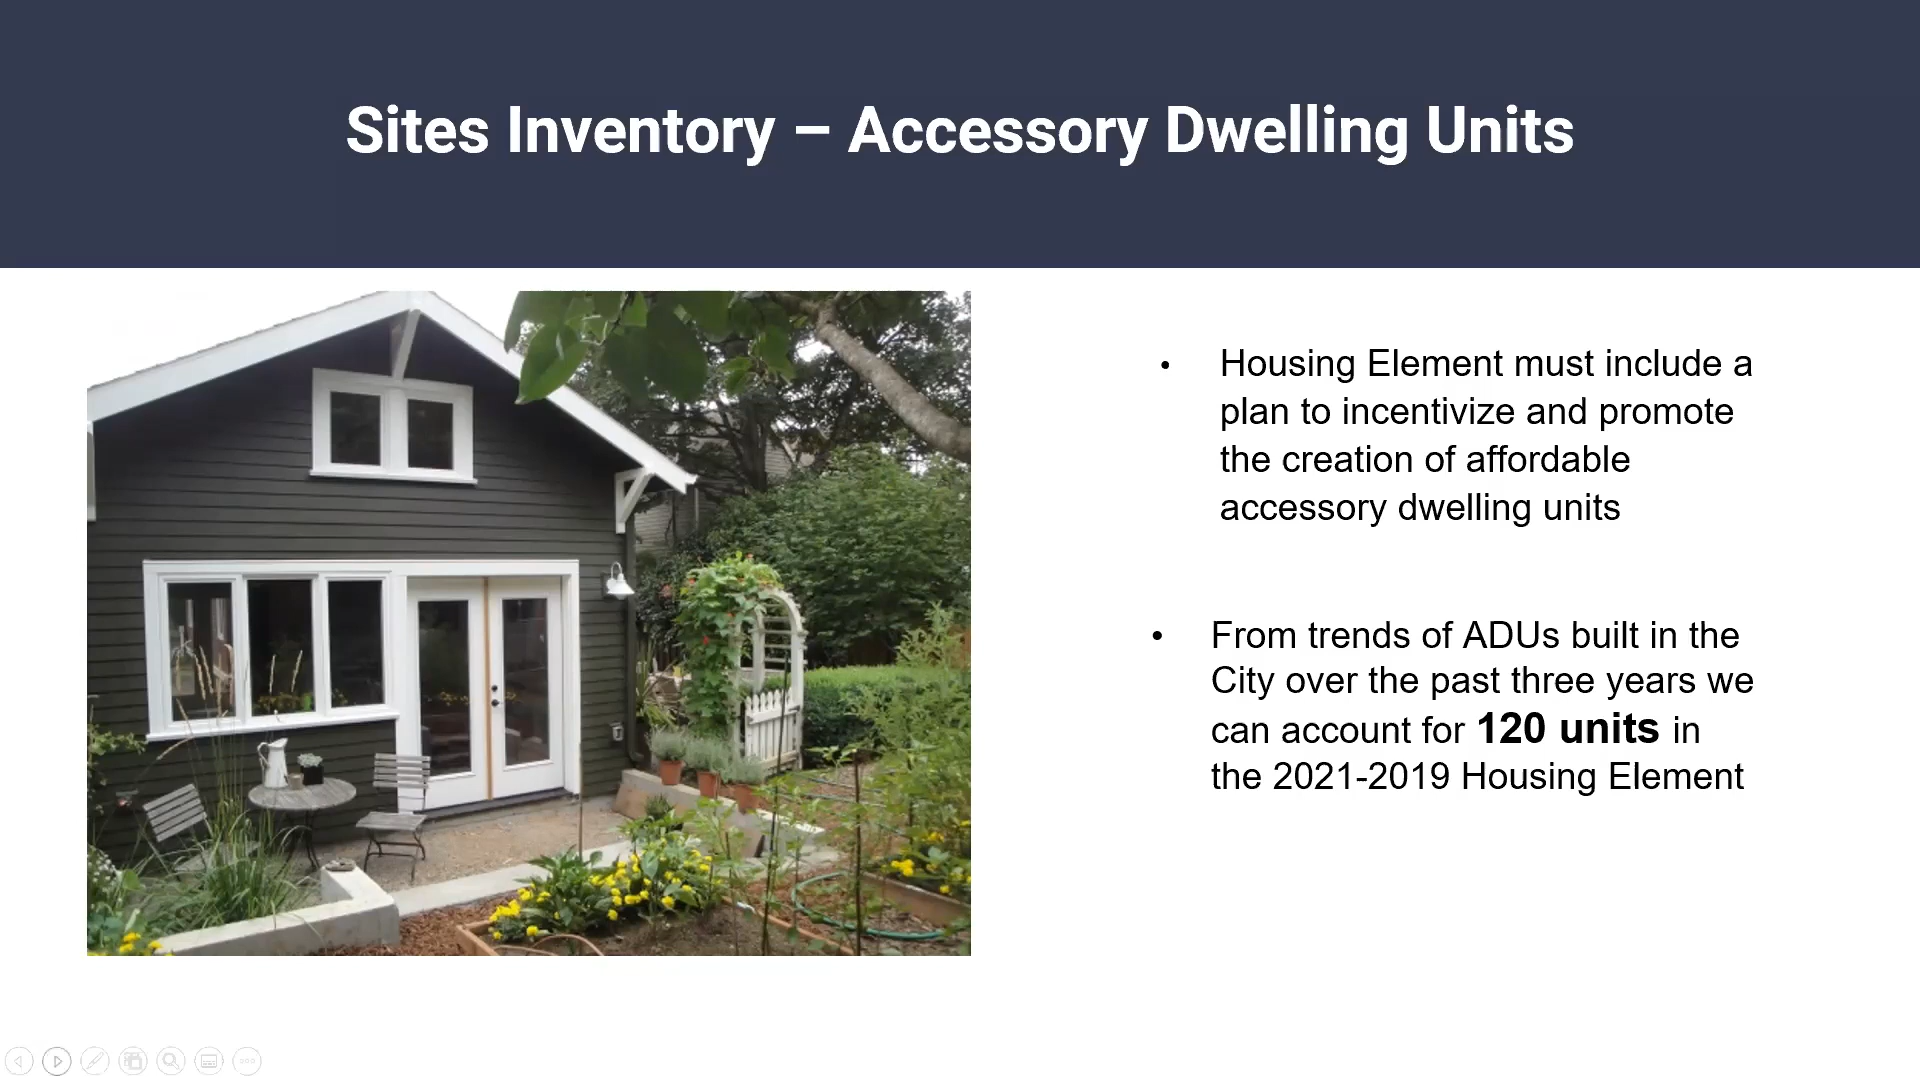 Sites Inventory – Accessory Dwelling Units
• Housing Element must include a
plan to incentivize and promote
the creation of affordable
accessory dwelling units
• From trends of ADUs built in the
City over the past three years we
can account for 120 units in
the 2021-2019 Housing Element